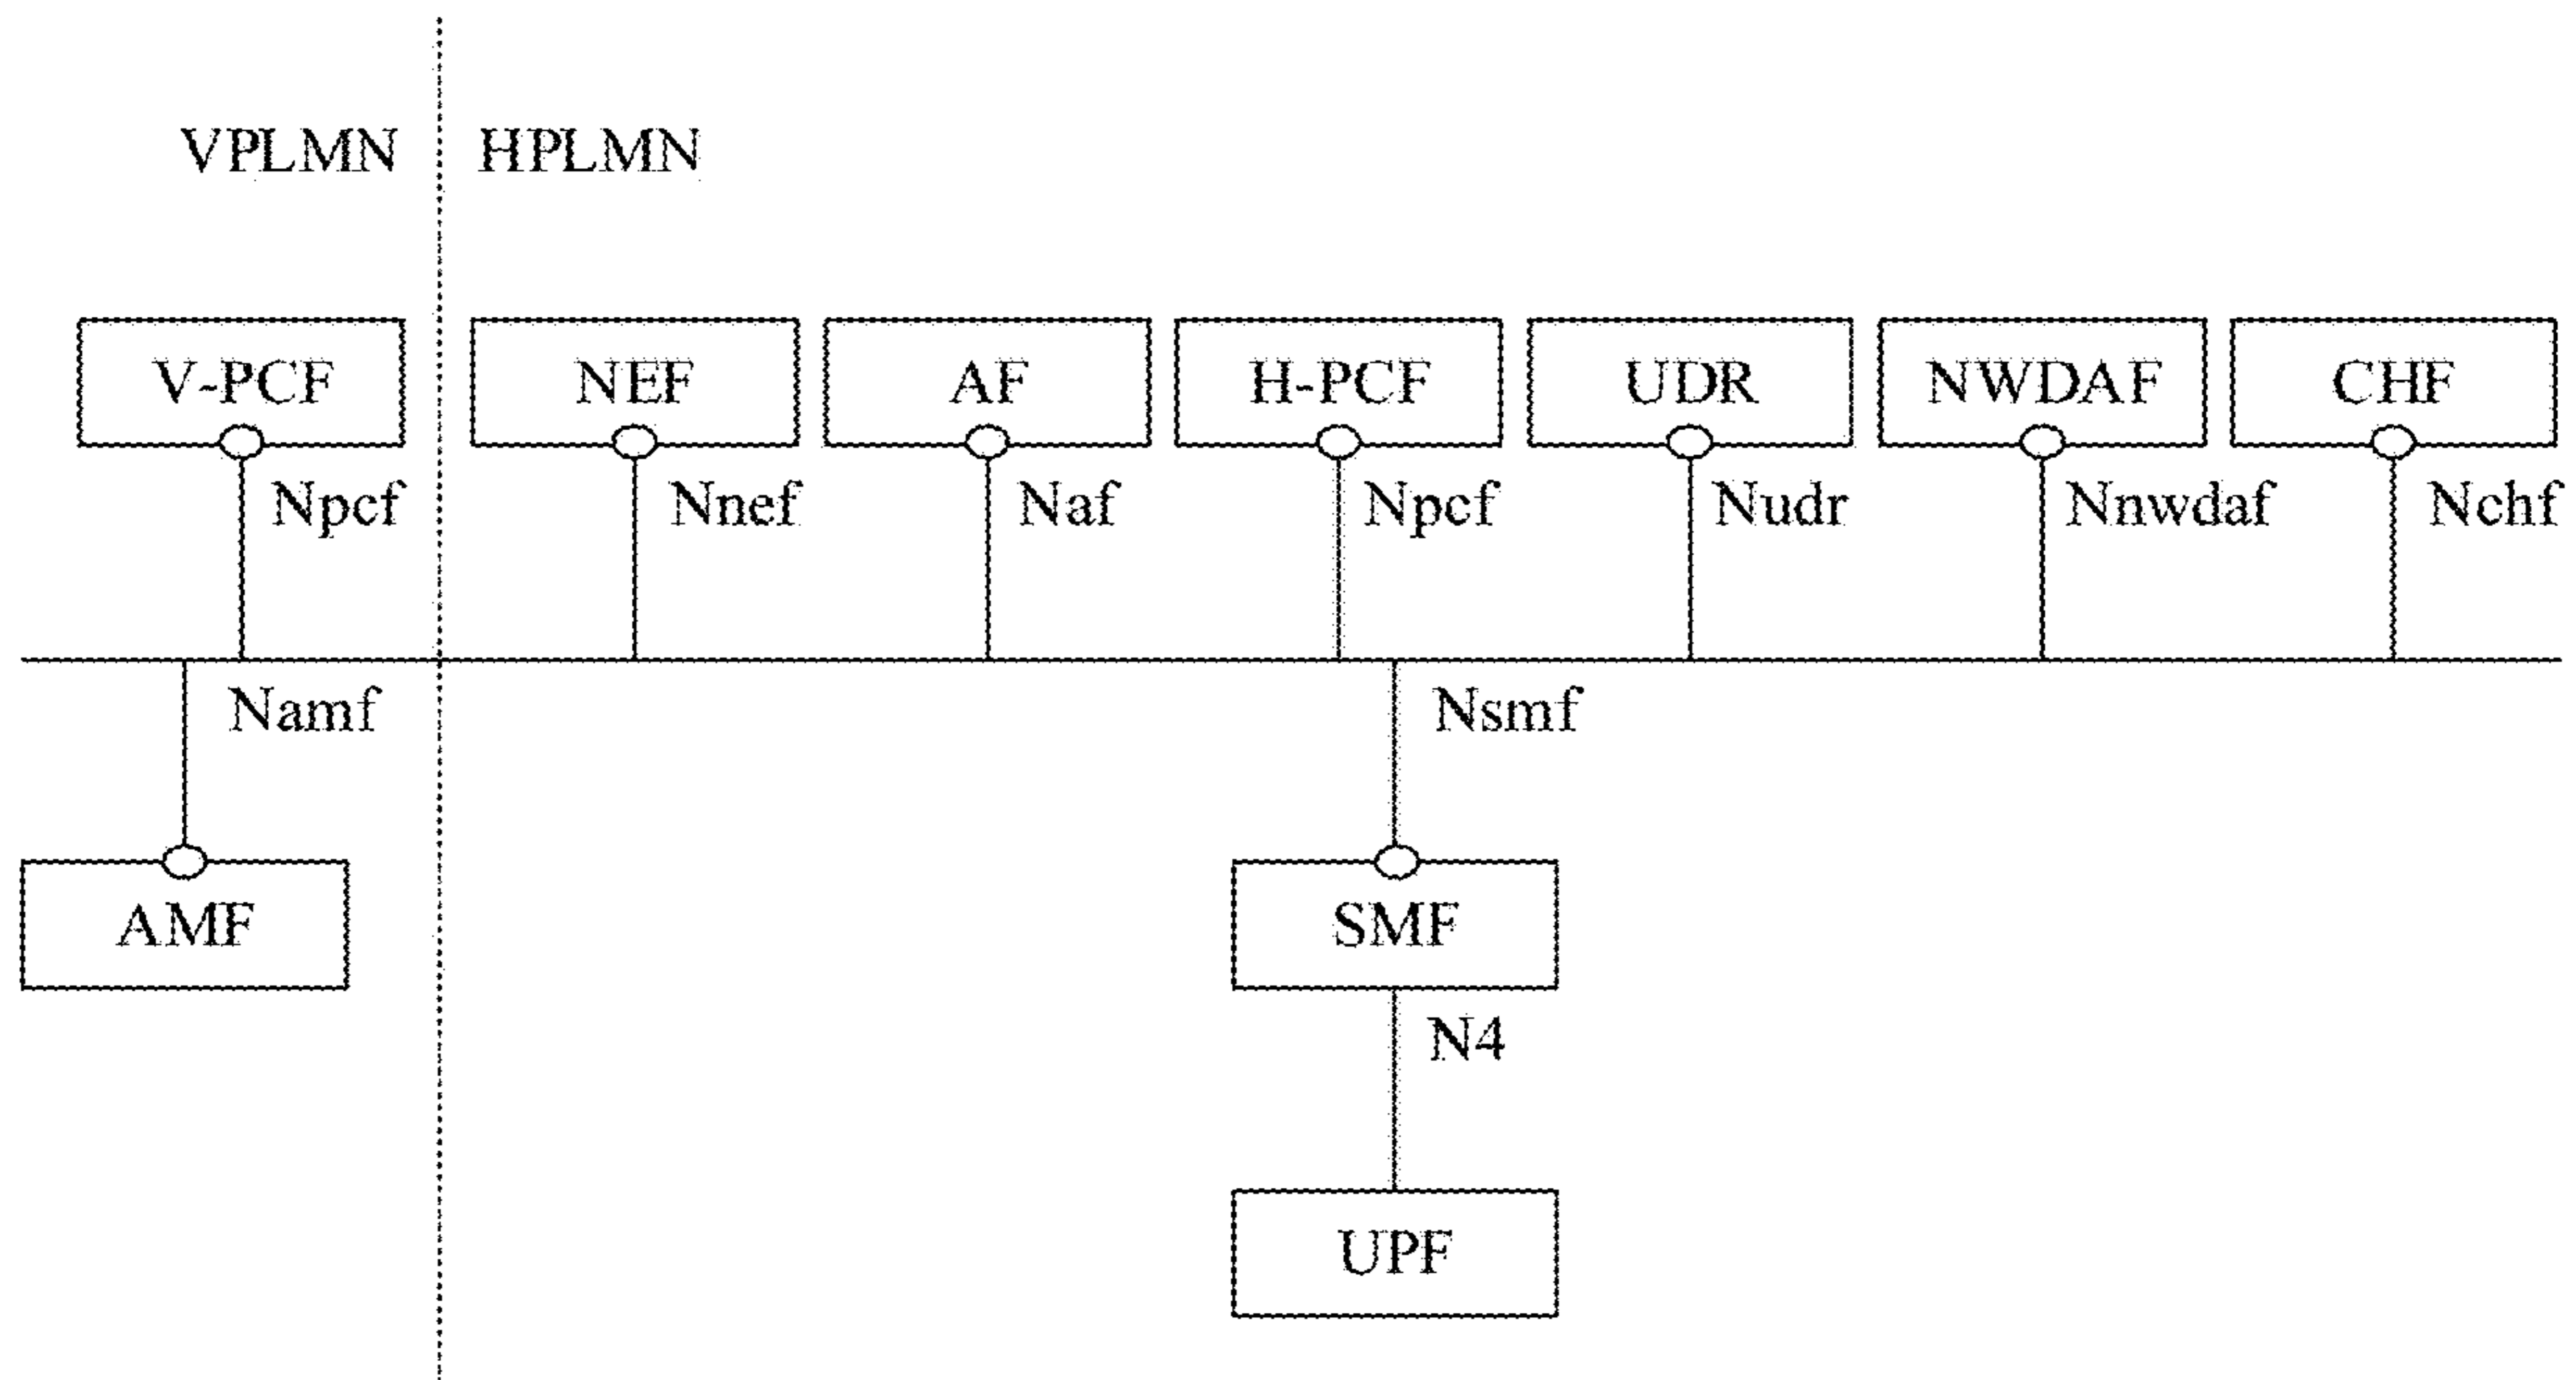 VPLMN HPLMN
V-PCF NEF AF H-PCF UDR NWDAF CHF
Npcf Nnef Naf Npcf Nudr Nnwdaf Nchf
Namf Nsmf
AMF SMF
N4
UPF